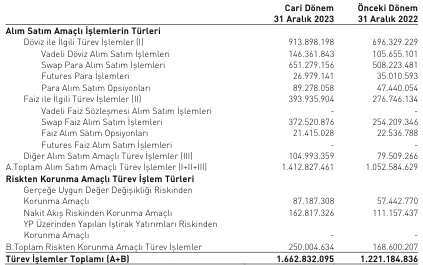 Cari Dönem Önceki Dönem
31 Aralık 2023 31 Aralık 2022
Alım Satım Amaçlı İşlemlerin Türleri
Döviz ile İlgili Türev İşlemler (I) 913.898.198 696.329.229
Vadeli Döviz Alım Satım İşlemleri 146.361.843 105.655.101
Swap Para Alım Satım İşlemleri 651.279.156 508.223.481
Futures Para İşlemleri 26.979.141 35.010.593
Para Alım Satım Opsiyonları 89.278.058 47.440.054
Faiz ile İlgili Türev İşlemler (II) 393.935.904 276.746.134
Vadeli Faiz Sözleşmesi Alım Satım İşlemleri - -
Swap Faiz Alım Satım İşlemleri 372.520.876 254.209.346
Faiz Alım Satım Opsiyonları 21.415.028 22.536.788
Futures Faiz Alım Satım İşlemleri - -
Diğer Alım Satım Amaçlı Türev İşlemler (III) 104.993.359 79.509.266
A.Toplam Alım Satım Amaçlı Türev İşlemler (I+II+III) 1.412.827.461 1.052.584.629
Riskten Korunma Amaçlı Türev İşlem Türleri
Gerçeğe Uygun Değer Değişikliği Riskinden
Korunma Amaçlı 87.187.308 57.442.770
Nakit Akış Riskinden Korunma Amaçlı 162.817.326 111.157.437
YP Üzerinden Yapılan İştirak Yatırımları Riskinden
Korunma Amaçlı - -
B.Toplam Riskten Korunma Amaçlı Türev İşlemler 250.004.634 168.600.207
Türev İşlemler Toplamı (A+B) 1.662.832.095 1.221.184.836